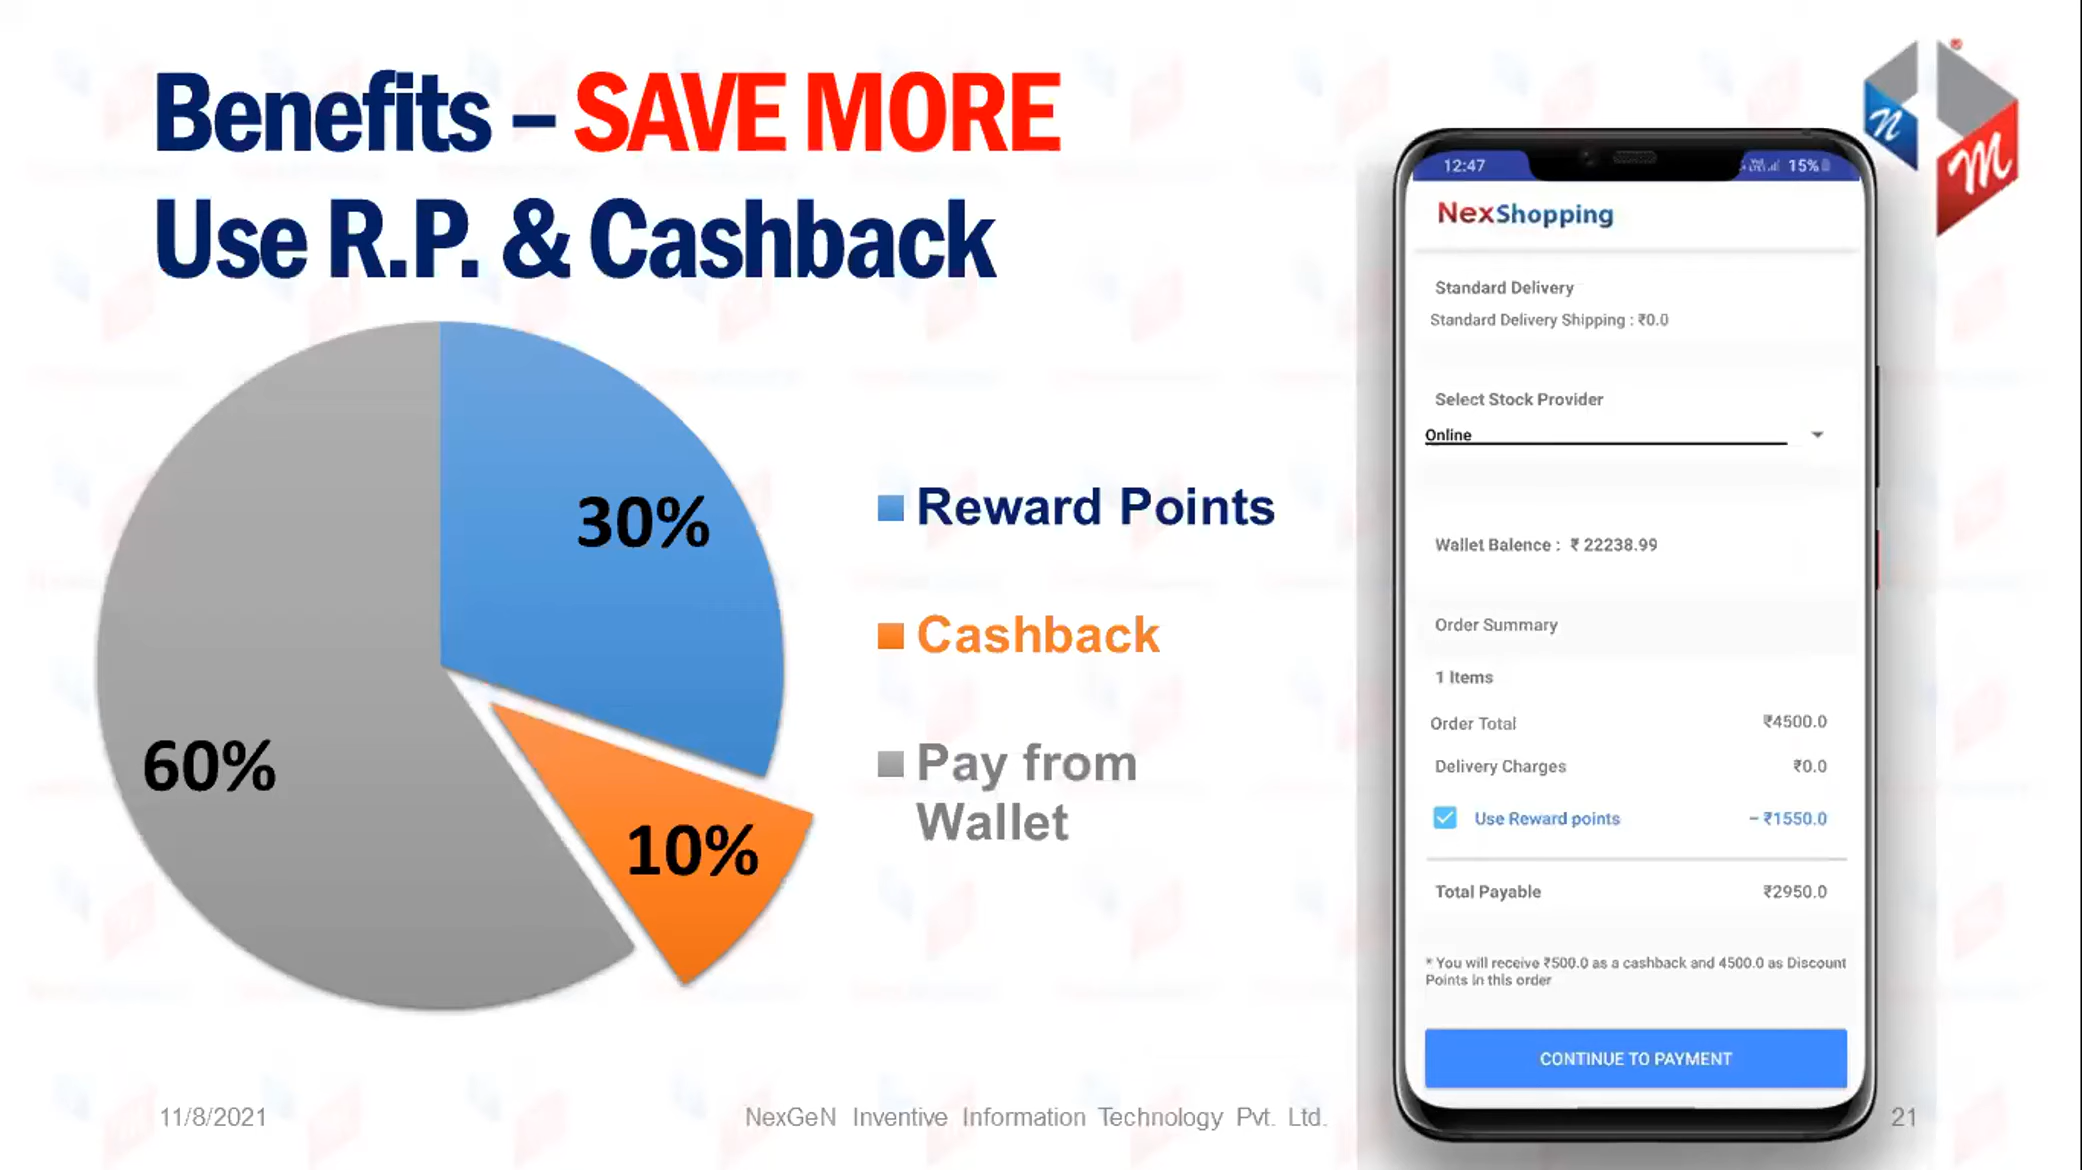 Benefits – SAVE MORE
Use R.P. & Cashback
30%
10%
60%
Reward Points
Cashback
Pay from
Wallet
n
m
®
12:47
15%
NexShopping
Standard Delivery
Standard Delivery Shipping : ₹0.0
Select Stock Provider
Online
Wallet Balence : ₹ 22238.99
Order Summary
1 Items
Order Total ₹4500.0
Delivery Charges ₹0.0
Use Reward points – ₹1550.0
Total Payable ₹2950.0
* You will receive ₹500.0 as a cashback and 4500.0 as Discount
Points in this order
CONTINUE TO PAYMENT
11/8/2021
NexGeN Inventive Information Technology Pvt. Ltd.
21